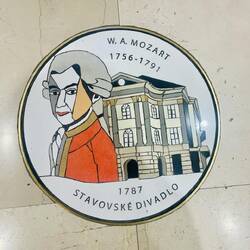 W. A. MOZART
1756-1791
1787
STAVOVSKÉ DIVADLO